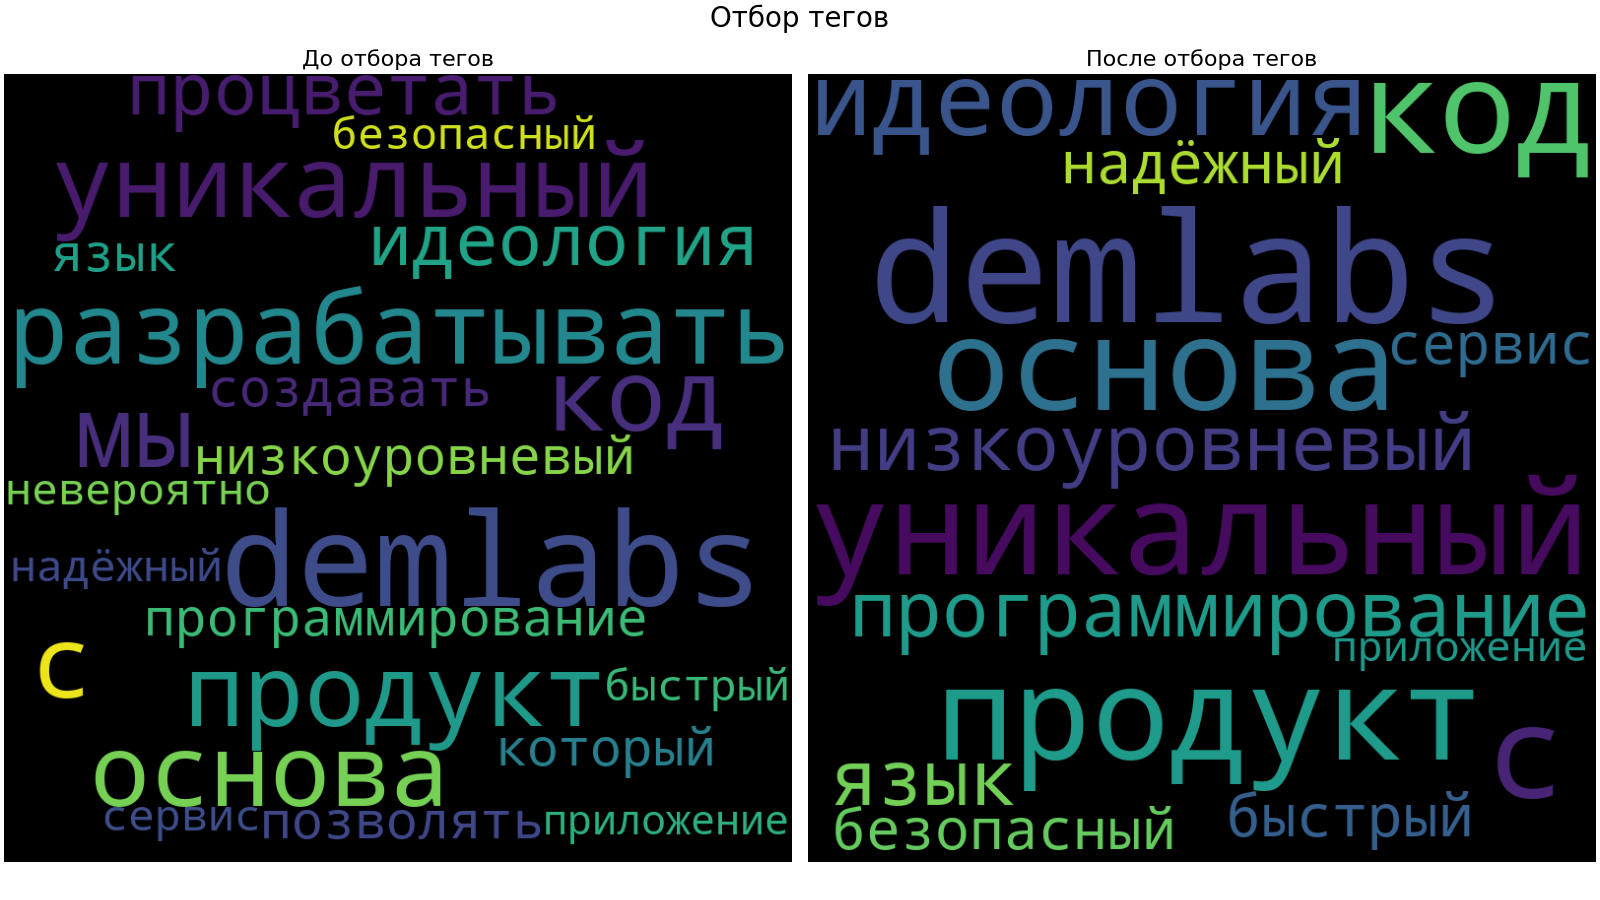 Отбор тегов
До отбора тегов
процветать
безопасный
уникальный
язык
идеология
разрабатывать
создавать
код
мы
низкоуровневый
невероятно
надёжный
demlabs
программирование
с
продукт
быстрый
основа
который
сервис
позволять
приложение
После отбора тегов
идеология
код
надёжный
demlabs
основа
сервис
низкоуровневый
уникальный
программирование
приложение
продукт
с
язык
безопасный
быстрый